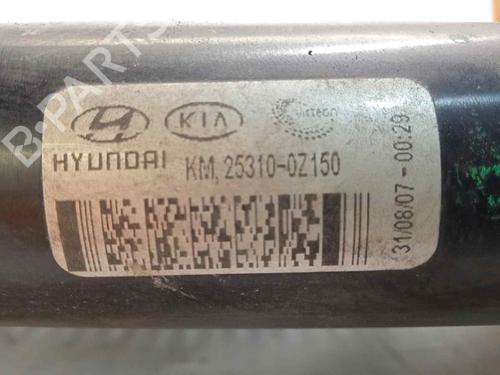 B-PARTS
KIA
HYUNDAI
KM, 25310-0Z150
31/08/07 - 00:29